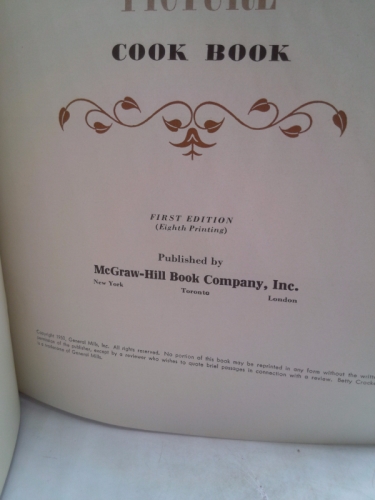 PICTURE
COOK BOOK
FIRST EDITION
(Eighth Printing)
Published by
McGraw-Hill Book Company, Inc.
New York Toronto London
Copyright 1952, General Mills, Inc. All rights reserved. No portion of this book may be reprinted in any form without the written
permission of the publisher, except by a reviewer who wishes to quote brief passages in connection with a review. Betty
is a trademark of General Mills.